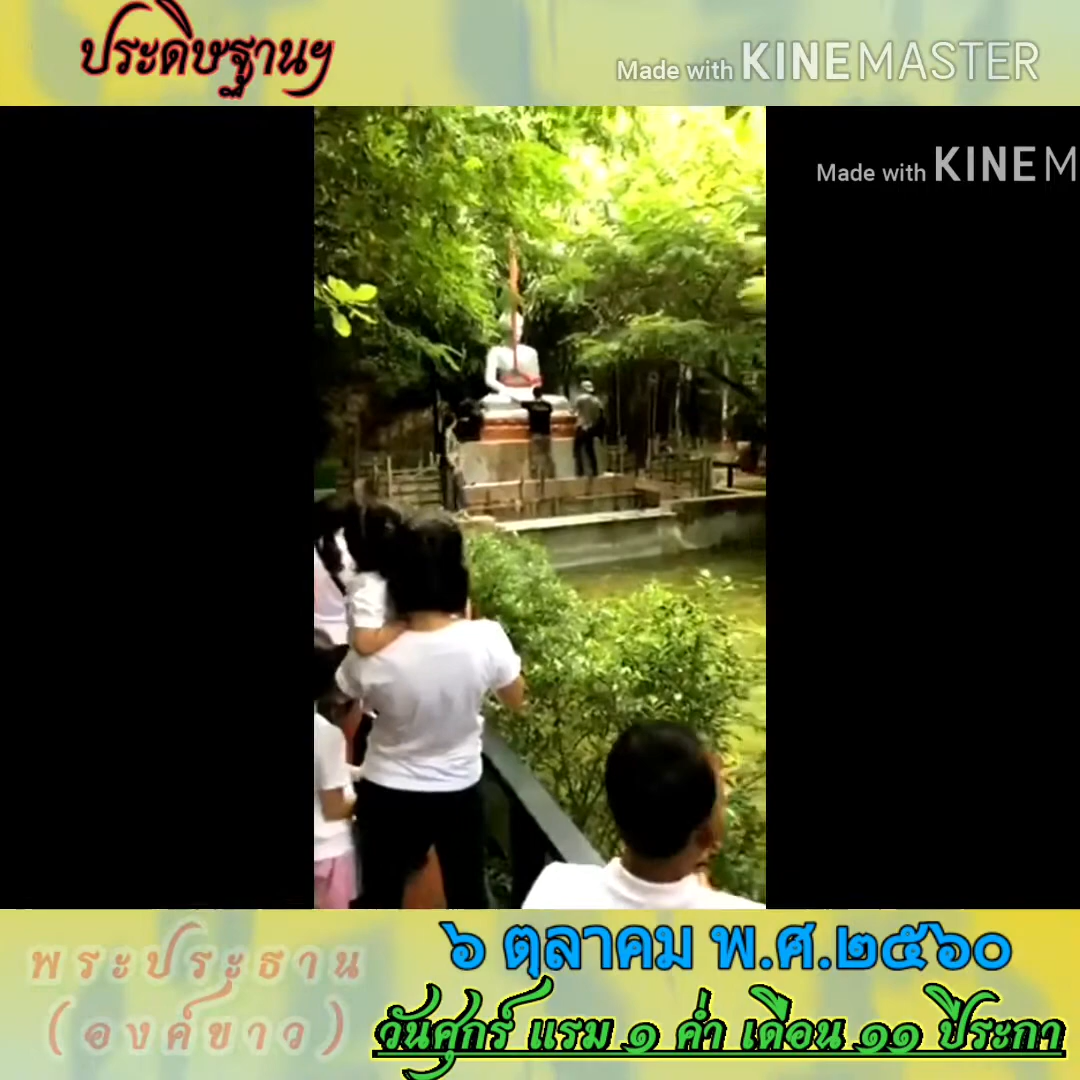 ประดิษฐานฯ
Made with KINEMASTER
Made with KINEM
พระประธาน
(องค์ขาว)
๖ ตุลาคม พ.ศ.๒๕๖๐
วันศุกร์ แรม ๑ ค่ำ เดือน ๑๑ ปีระกา